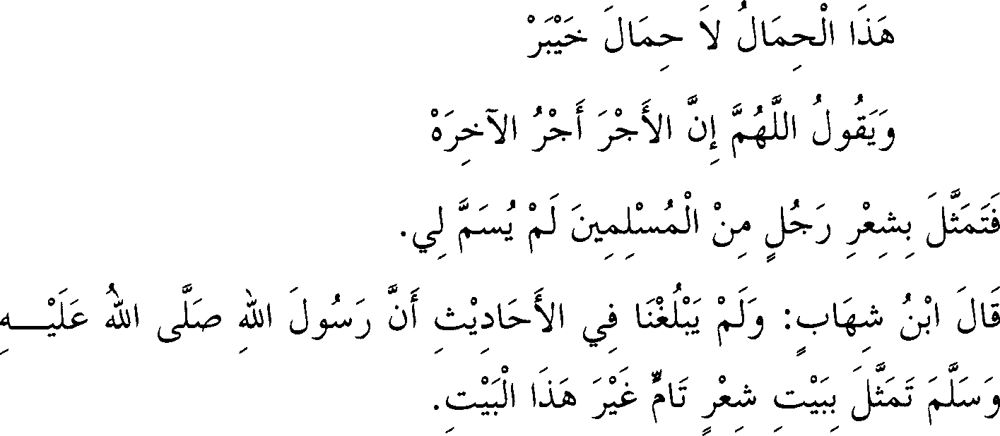 هَذَا الْحِمَالُ لاَ حِمَالَ خَيْبَرْ
وَيَقُولُ اللَّهُمَّ إِنَّ الأَجْرَ أَجْرُ الآخِرَهْ
فَتَمَثَّلَ بِشِعْرِ رَجُلٍ مِنْ الْمُسْلِمِينَ لَمْ يُسَمَّ لِي.
قَالَ ابْنُ شِهَابٍ: وَلَمْ يَبْلُغْنَا فِي الأَحَادِيْثِ أَنَّ رَسُولَ اللهِ صَلَّى اللهُ عَلَيْـــهِ
وَسَلَّمَ تَمَثَّلَ بِبَيْتِ شِعْرٍ تَامٍّ غَيْرَ هَذَا الْبَيْتِ.